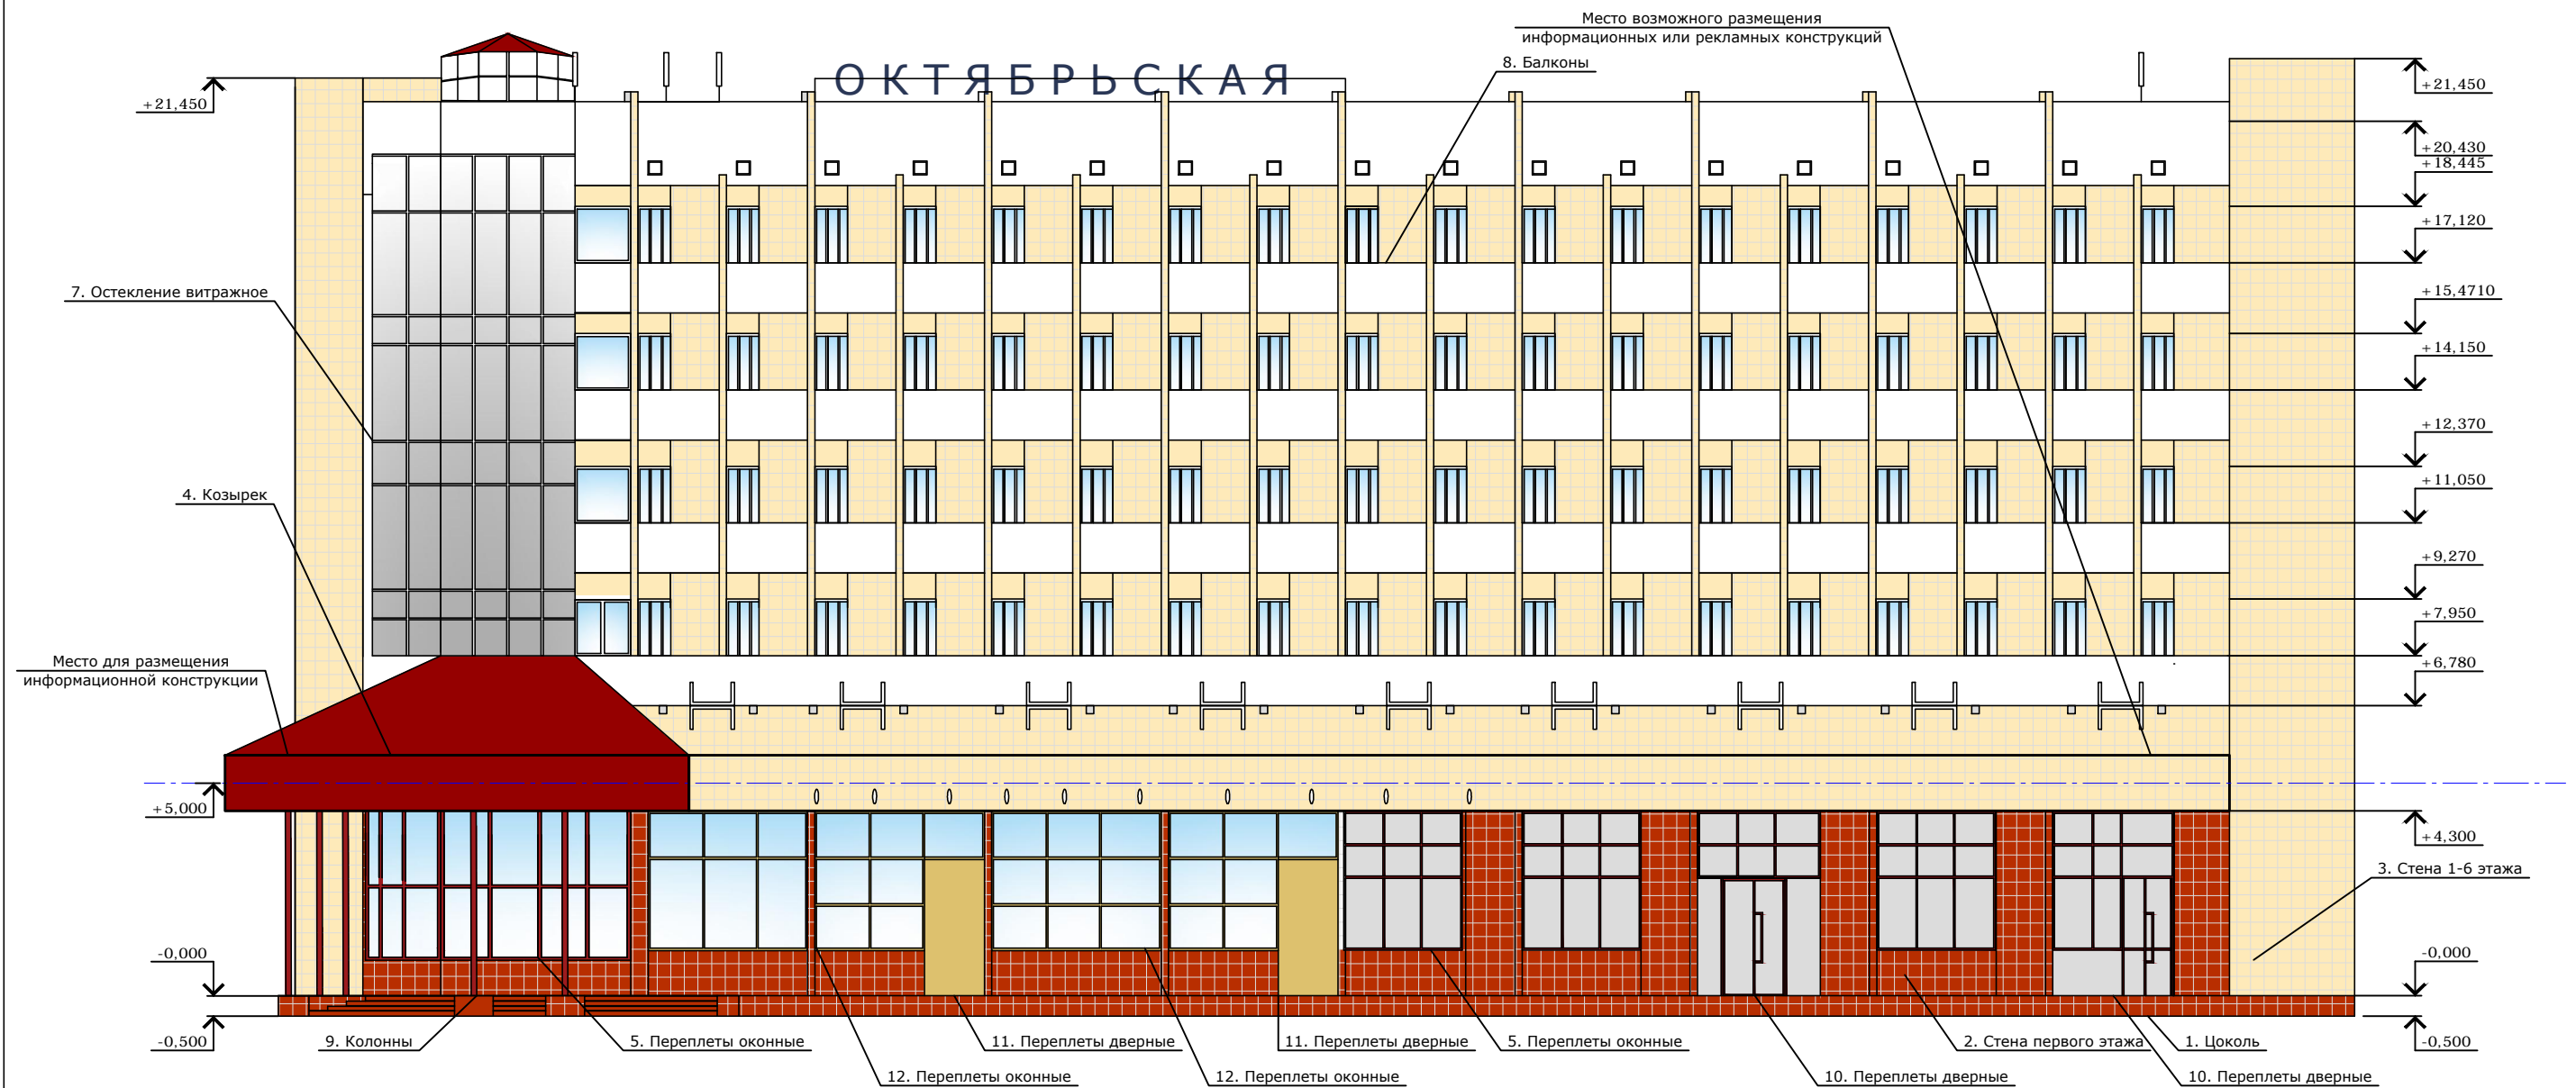 Место возможного размещения
информационных или рекламных конструкций
8. Балконы
ОКТЯБРЬСКАЯ
+21,450
+21,450
+20,430
+18,445
+17,120
7. Остекление витражное
+15,4710
+14,150
+12,370
4. Козырек
+11,050
+9,270
+7,950
Место для размещения
информационной конструкции
+6,780
+5,000
+4,300
3. Стена 1-6 этажа
-0,000
-0,000
-0,500
9. Колонны
5. Переплеты оконные
11. Переплеты дверные
11. Переплеты дверные
5. Переплеты оконные
2. Стена первого этажа
1. Цоколь
-0,500
12. Переплеты оконные
12. Переплеты оконные
10. Переплеты дверные
10. Переплеты дверные